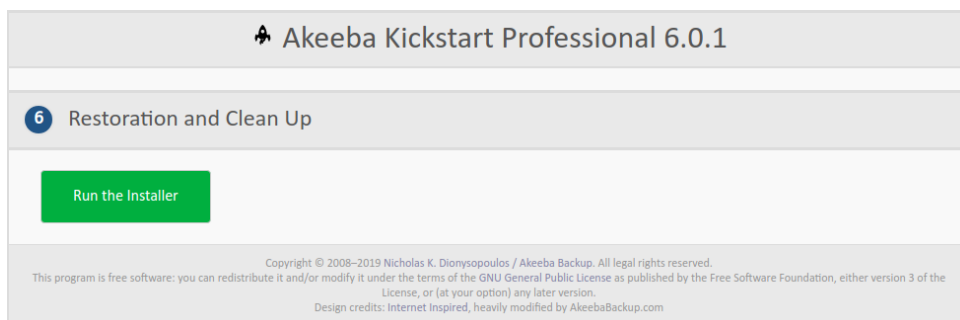 Akeeba Kickstart Professional 6.0.1
6 Restoration and Clean Up
Run the Installer
Copyright © 2008–2019 Nicholas K. Dionysopoulos / Akeeba Backup. All legal rights reserved.
This program is free software: you can redistribute it and/or modify it under the terms of the GNU General Public License as published by the Free Software Foundation, either version 3 of the
License, or (at your option) any later version.
Design credits: Internet Inspired, heavily modified by AkeebaBackup.com